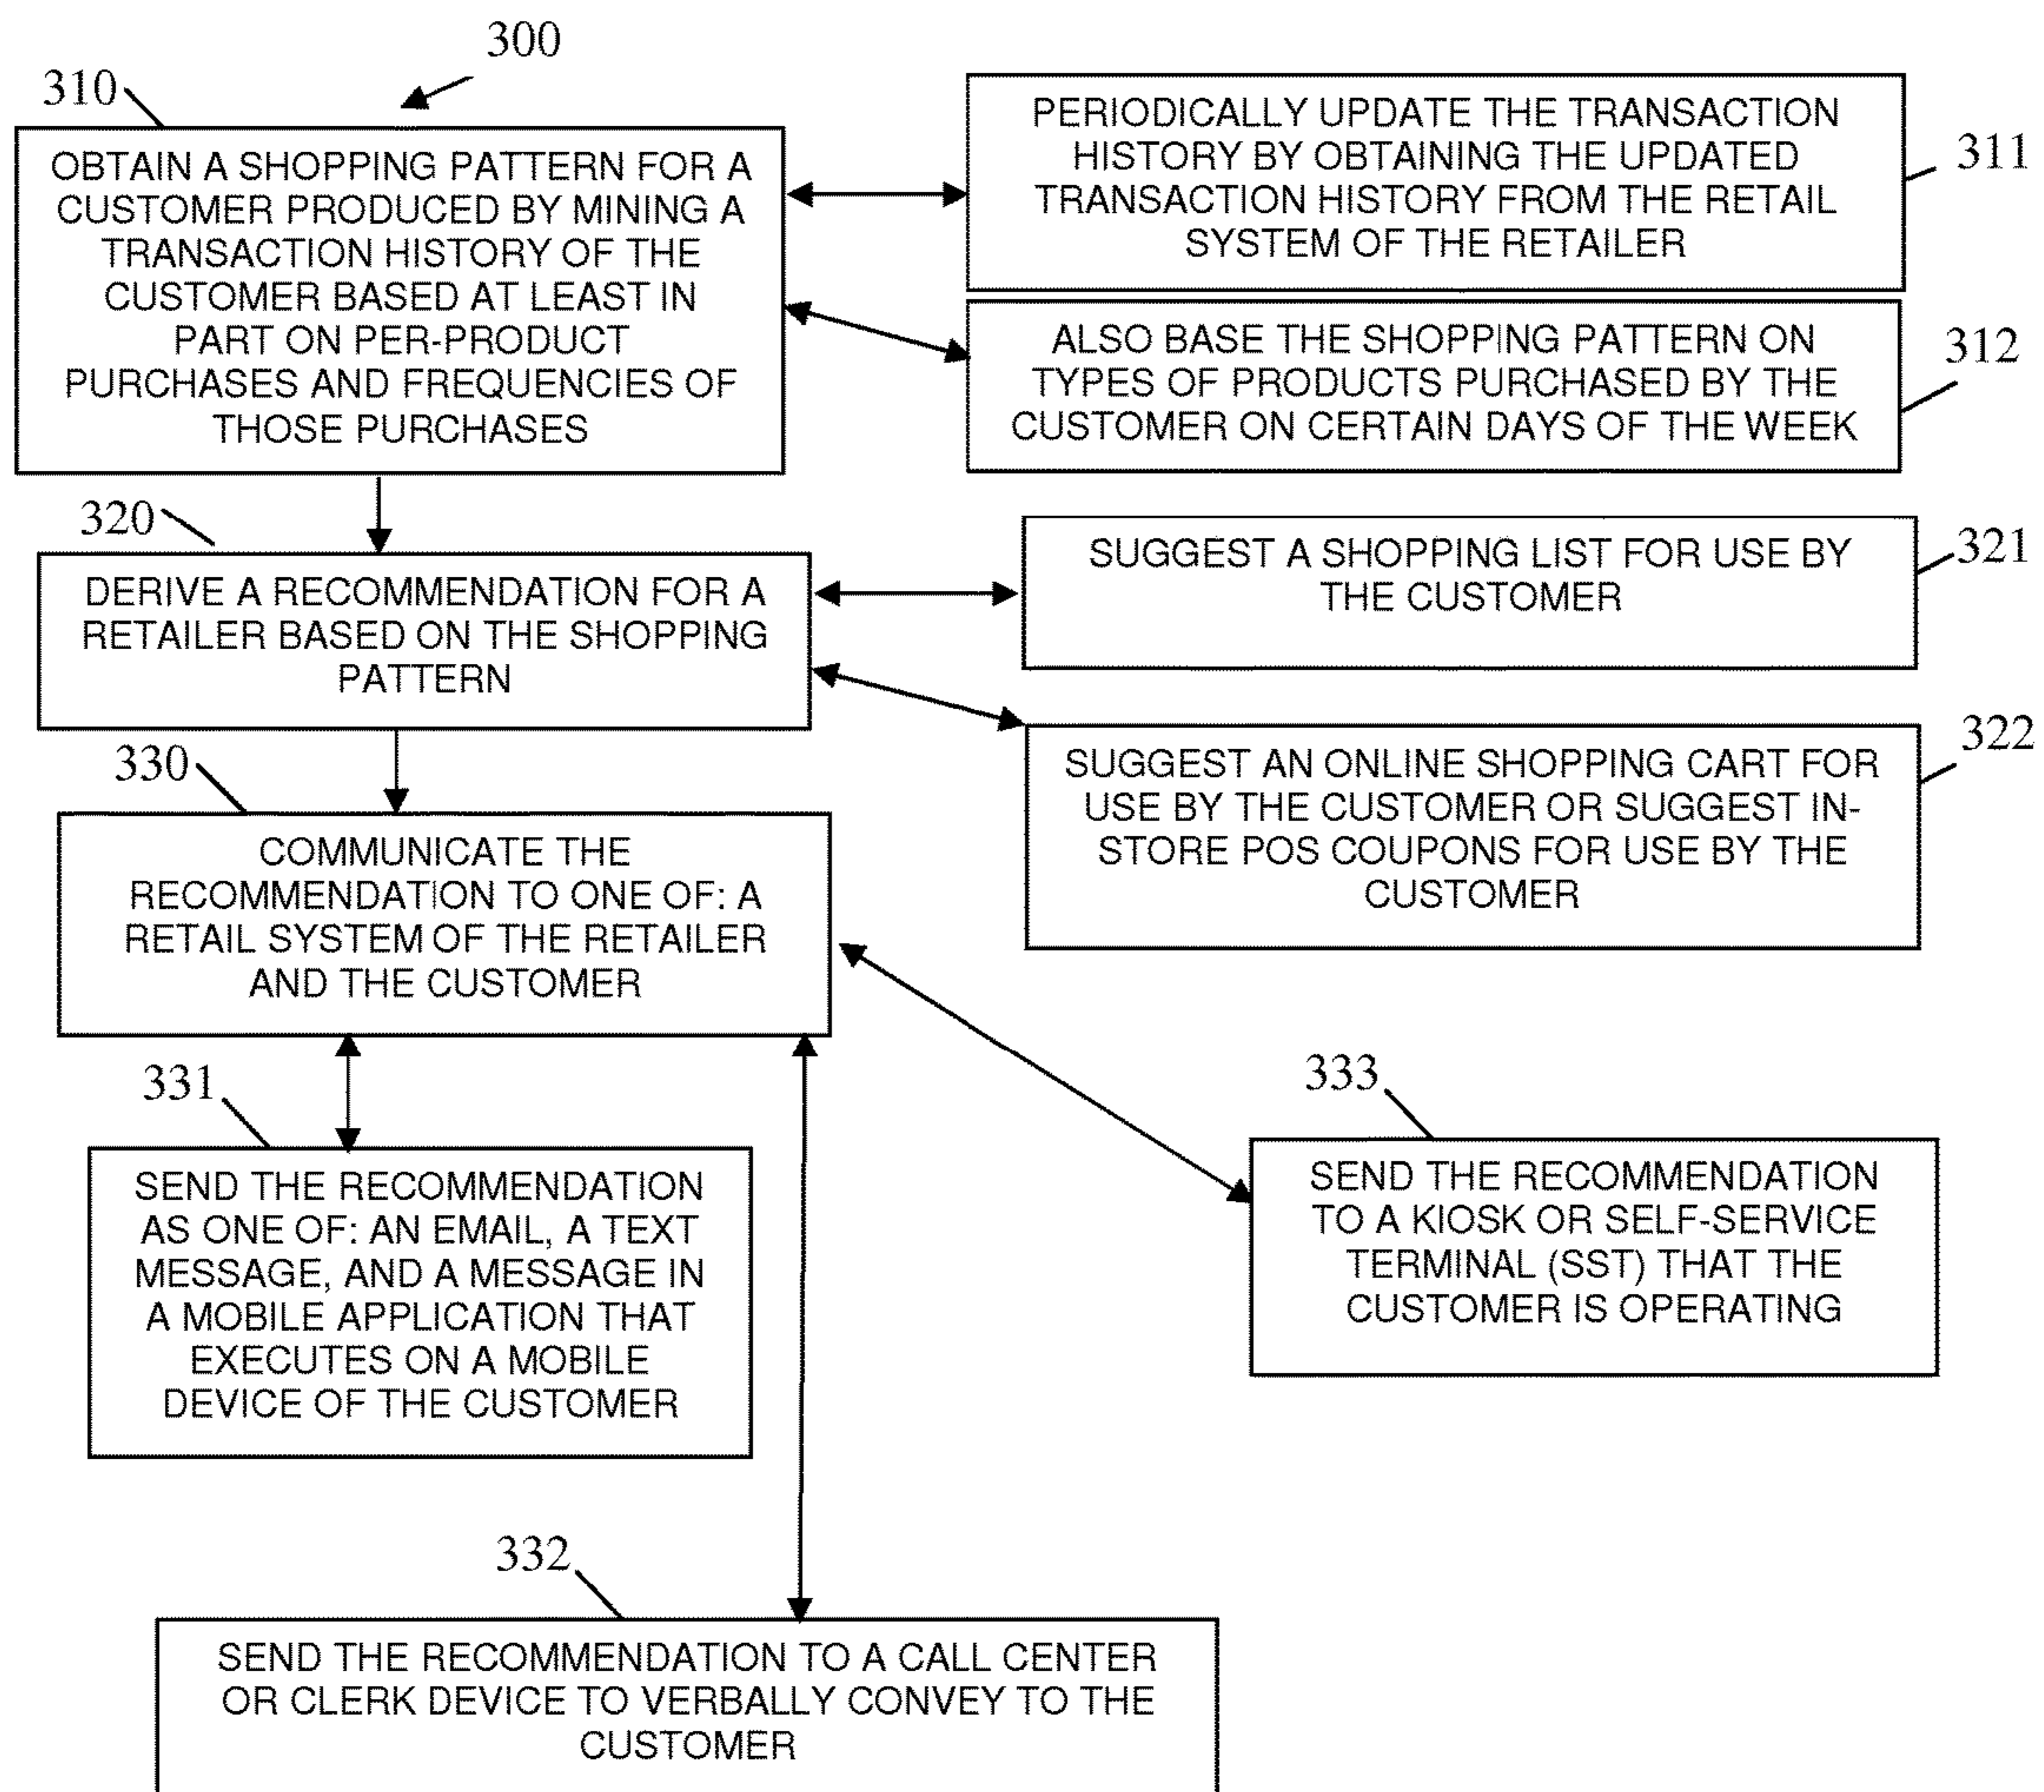 300
310
OBTAIN A SHOPPING PATTERN FOR A
CUSTOMER PRODUCED BY MINING A
TRANSACTION HISTORY OF THE
CUSTOMER BASED AT LEAST IN
PART ON PER-PRODUCT
PURCHASES AND FREQUENCIES OF
THOSE PURCHASES
PERIODICALLY UPDATE THE TRANSACTION
HISTORY BY OBTAINING THE UPDATED
TRANSACTION HISTORY FROM THE RETAIL
SYSTEM OF THE RETAILER
311
ALSO BASE THE SHOPPING PATTERN ON
TYPES OF PRODUCTS PURCHASED BY THE
CUSTOMER ON CERTAIN DAYS OF THE WEEK
312
320
DERIVE A RECOMMENDATION FOR A
RETAILER BASED ON THE SHOPPING
PATTERN
SUGGEST A SHOPPING LIST FOR USE BY
THE CUSTOMER
321
SUGGEST AN ONLINE SHOPPING CART FOR
USE BY THE CUSTOMER OR SUGGEST IN-
STORE POS COUPONS FOR USE BY THE
CUSTOMER
322
330
COMMUNICATE THE
RECOMMENDATION TO ONE OF: A
RETAIL SYSTEM OF THE RETAILER
AND THE CUSTOMER
331
SEND THE RECOMMENDATION
AS ONE OF: AN EMAIL, A TEXT
MESSAGE, AND A MESSAGE IN
A MOBILE APPLICATION THAT
EXECUTES ON A MOBILE
DEVICE OF THE CUSTOMER
333
SEND THE RECOMMENDATION
TO A KIOSK OR SELF-SERVICE
TERMINAL (SST) THAT THE
CUSTOMER IS OPERATING
332
SEND THE RECOMMENDATION TO A CALL CENTER
OR CLERK DEVICE TO VERBALLY CONVEY TO THE
CUSTOMER